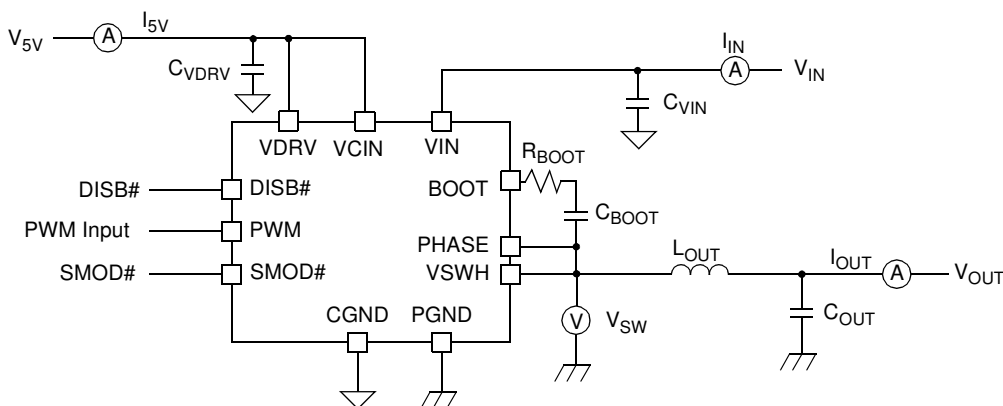 I5V
V5V
A
IIN
CVDRV
A
VIN
CVIN
VDRV
VCIN
VIN
RBOOT
BOOT
DISB#
DISB#
CBOOT
PWM Input
PWM
PHASE
LOUT
SMOD#
SMOD#
VSWH
IOUT
A
VOUT
CGND
PGND
V
VSW
COUT